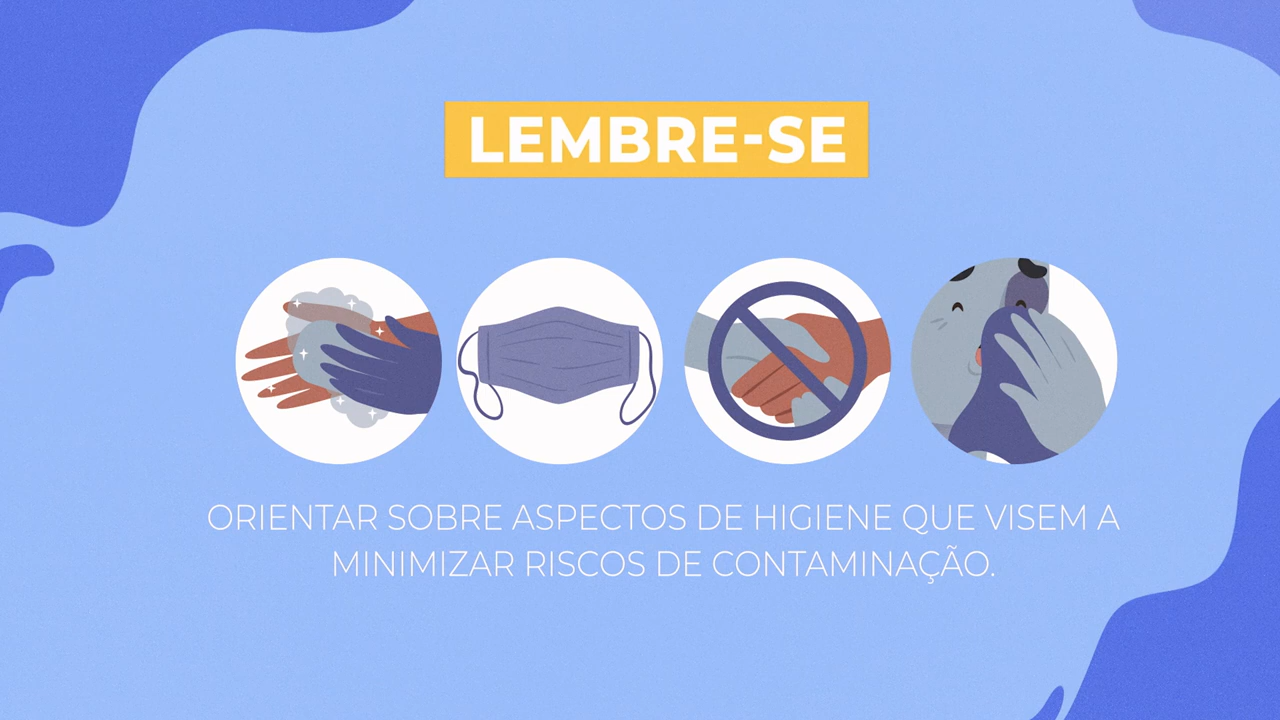 LEMBRE-SE
ORIENTAR SOBRE ASPECTOS DE HIGIENE QUE VISEM A
MINIMIZAR RISCOS DE CONTAMINAÇÃO.